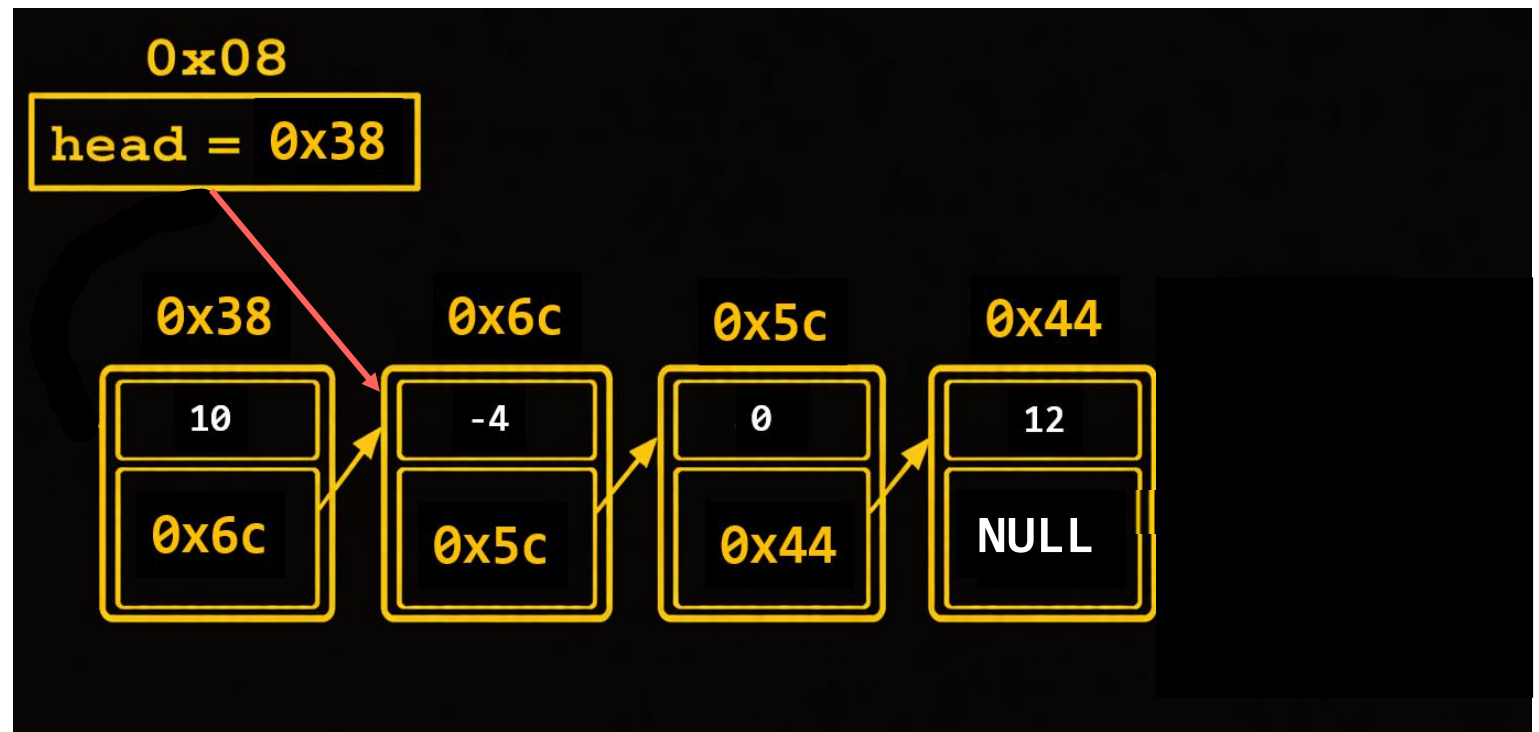 0x08
head = 0x38
0x38 0x6c 0x5c 0x44
10 -4 0 12
0x6c 0x5c 0x44 NULL